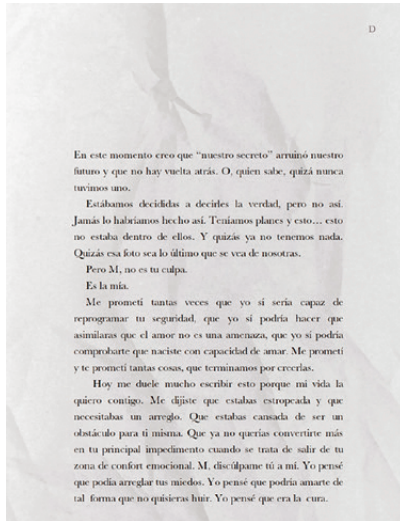 D
En este momento creo que “nuestro secreto” arruinó nuestro
futuro y que no hay vuelta atrás. O, quien sabe, quizá nunca
tuvimos uno.
Estábamos decididas a decirles la verdad, pero no así.
Jamás lo habríamos hecho así. Teníamos planes y esto… esto
no estaba dentro de ellos. Y quizás ya no tenemos nada.
Quizás esa foto sea lo último que se vea de nosotras.
Pero M, no es tu culpa.
Es la mía.
Me prometí tantas veces que yo sí sería capaz de
reprogramar tu seguridad, que yo sí podría hacer que
asimilaras que el amor no es una amenaza, que yo sí podría
comprobarte que naciste con capacidad de amar. Me prometí
y te prometí tantas cosas, que terminamos por creerlas.
Hoy me duele mucho escribir esto porque mi vida la
quiero contigo. Me dijiste que estabas estropeada y que
necesitabas un arreglo. Que estabas cansada de ser un
obstáculo para ti misma. Que ya no querías convertirte más
en tu principal impedimento cuando se trata de salir de tu
zona de confort emocional. M, discúlpame tú a mí. Yo pensé
que podía arreglar tus miedos. Yo pensé que podría amarte de
tal forma que no quisieras huir. Yo pensé que era la cura.